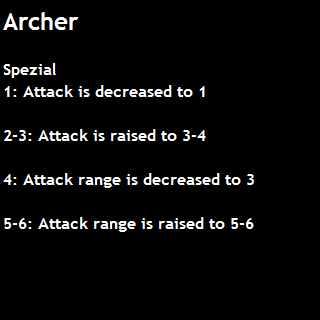 Archer
Spezial
1: Attack is decreased to 1
2-3: Attack is raised to 3-4
4: Attack range is decreased to 3
5-6: Attack range is raised to 5-6